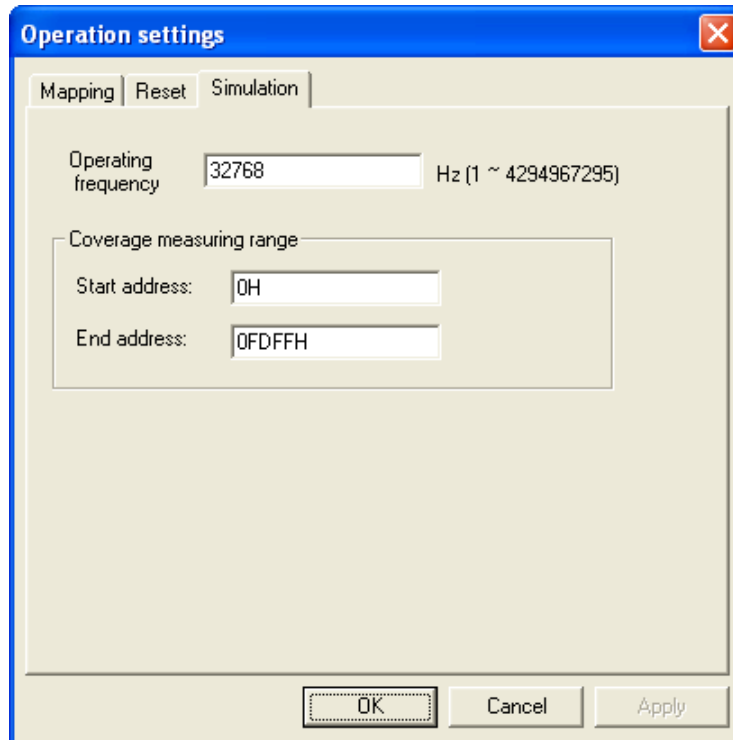 Operation settings
Mapping Reset Simulation
Operating
frequency
32768
Hz (1 ~ 4294967295)
Coverage measuring range
Start address:
0H
End address:
0FDFFH
OK Cancel Apply